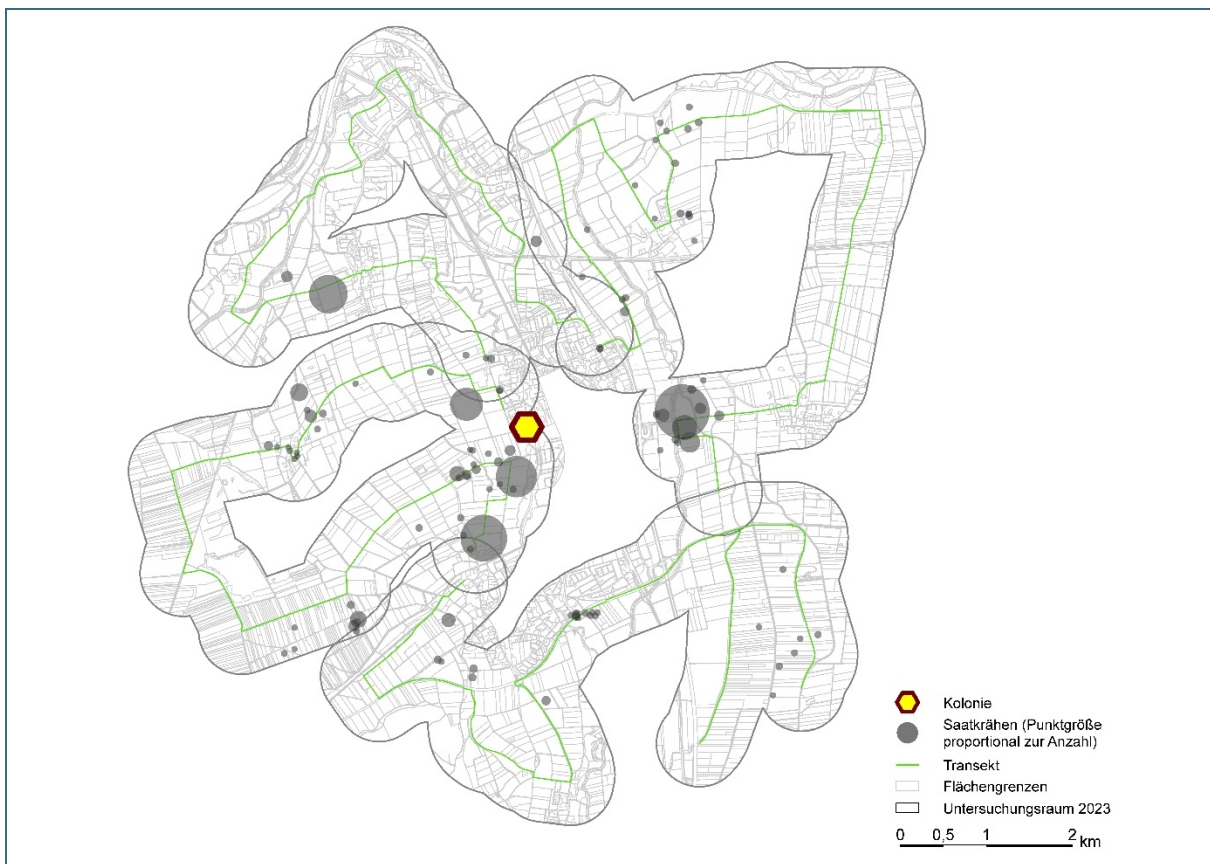 Kolonie
Saatkrähen (Punktgröße
proportional zur Anzahl)
Transekt
Flächengrenzen
Untersuchungsraum 2023
0 0,5 1 2 km